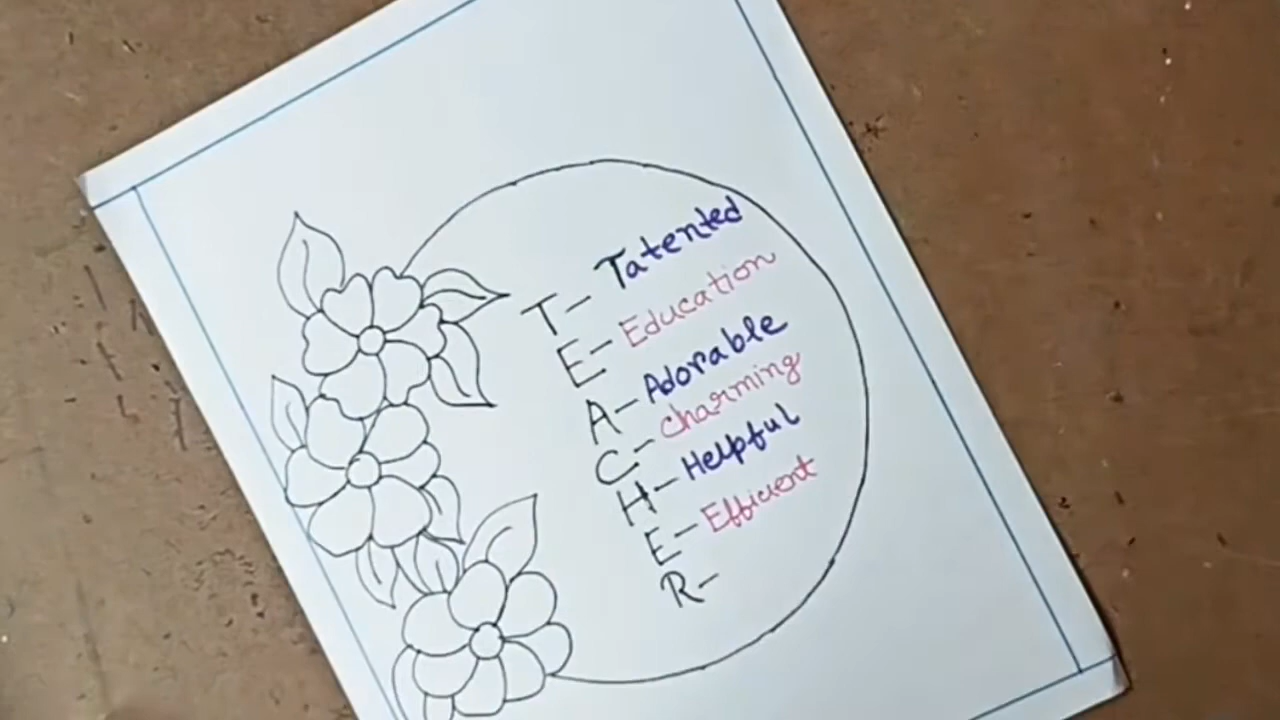 T- Tatented
E- Education
A- Adorable
C- charming
H- Helpful
E- Efficient
R-